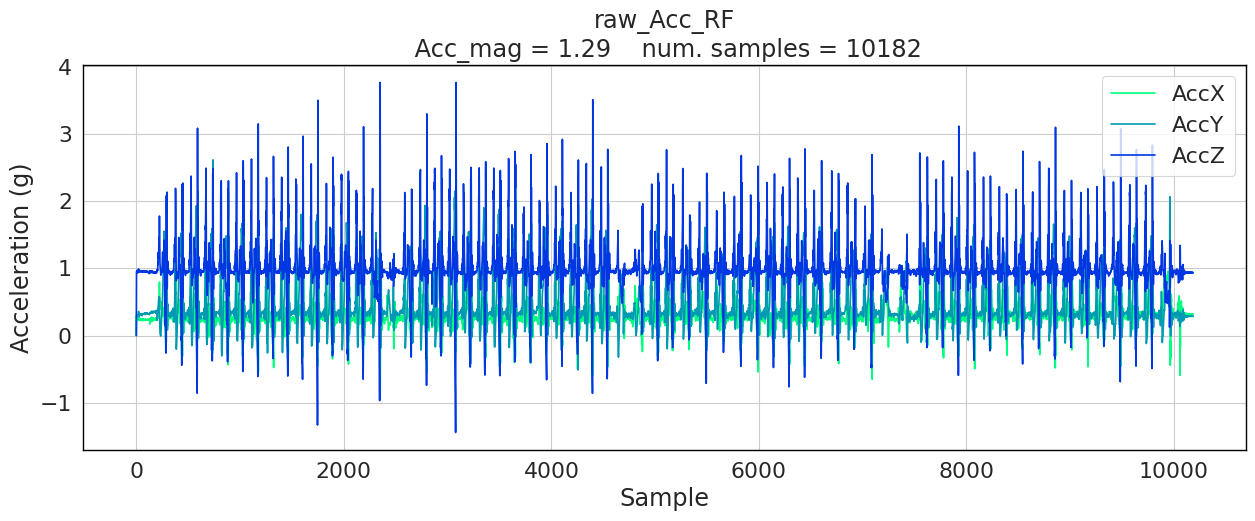 raw_Acc_RF
Acc_mag = 1.29    num. samples = 10182
Acceleration (g)
4
3
2
1
0
−1
AccX
AccY
AccZ
0
2000
4000
6000
8000
10000
Sample